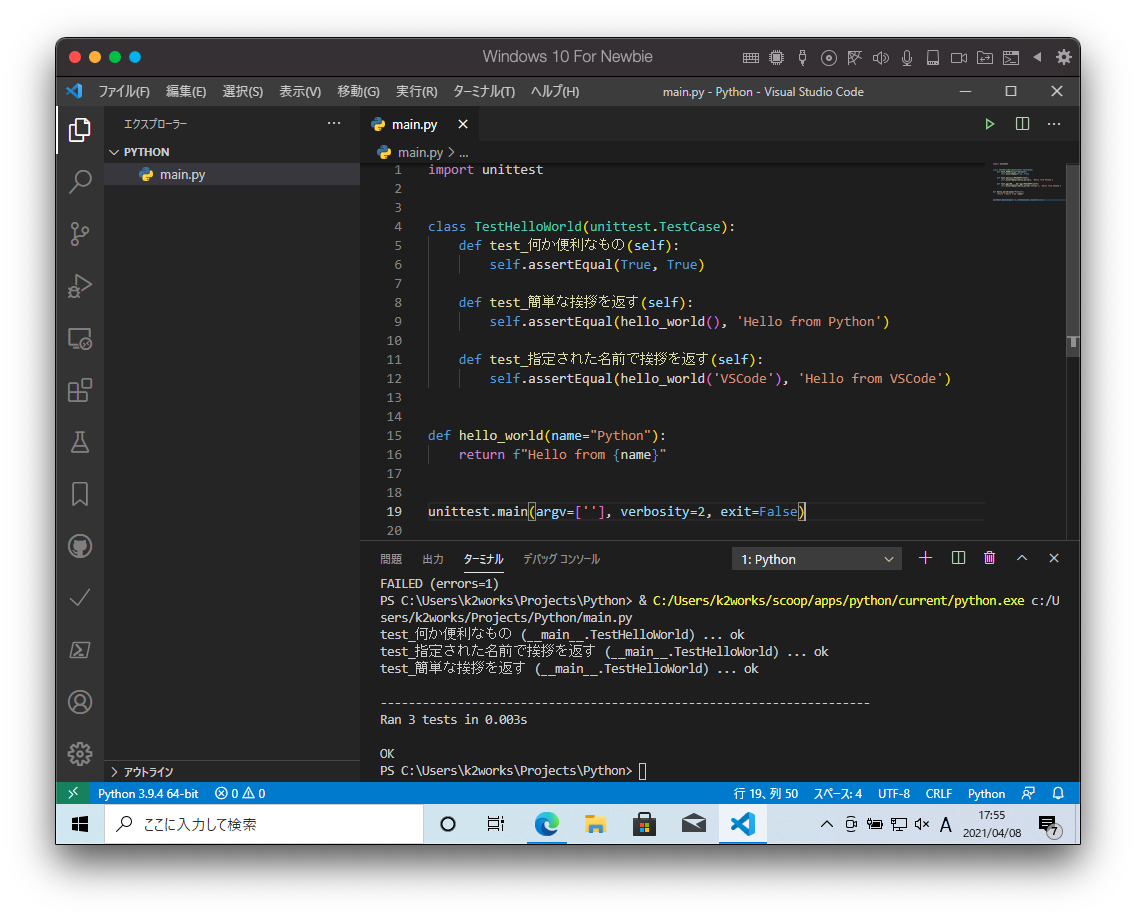 Windows 10 For Newbie
ファイル(F) 編集(E) 選択(S) 表示(V) 移動(G) 実行(R) ターミナル(T) ヘルプ(H) main.py - Python - Visual Studio Code
エクスプローラー
PYTHON
main.py
main.py
main.py > ...
1 import unittest
2
3
4 class TestHelloWorld(unittest.TestCase):
5 def test_何か便利なもの(self):
6 self.assertEqual(True, True)
7
8 def test_簡単な挨拶を返す(self):
9 self.assertEqual(hello_world(), 'Hello from Python')
10
11 def test_指定された名前で挨拶を返す(self):
12 self.assertEqual(hello_world('VSCode'), 'Hello from VSCode')
13
14
15 def hello_world(name="Python"):
16 return f"Hello from {name}"
17
18
19 unittest.main(argv=[''], verbosity=2, exit=False)
20
問題 出力 ターミナル デバッグ コンソール 1: Python
FAILED (errors=1)
PS C:\Users\k2works\Projects\Python> & C:/Users/k2works/scoop/apps/python/current/python.exe c:/U
sers/k2works/Projects/Python/main.py
test_何か便利なもの (__main__.TestHelloWorld) ... ok
test_指定された名前で挨拶を返す (__main__.TestHelloWorld) ... ok
test_簡単な挨拶を返す (__main__.TestHelloWorld) ... ok
----------------------------------------------------------------------
Ran 3 tests in 0.003s
OK
PS C:\Users\k2works\Projects\Python>
アウトライン
Python 3.9.4 64-bit 0 0 行 19、列 50 スペース: 4 UTF-8 CRLF Python
ここに入力して検索
A
17:55
2021/04/08
7